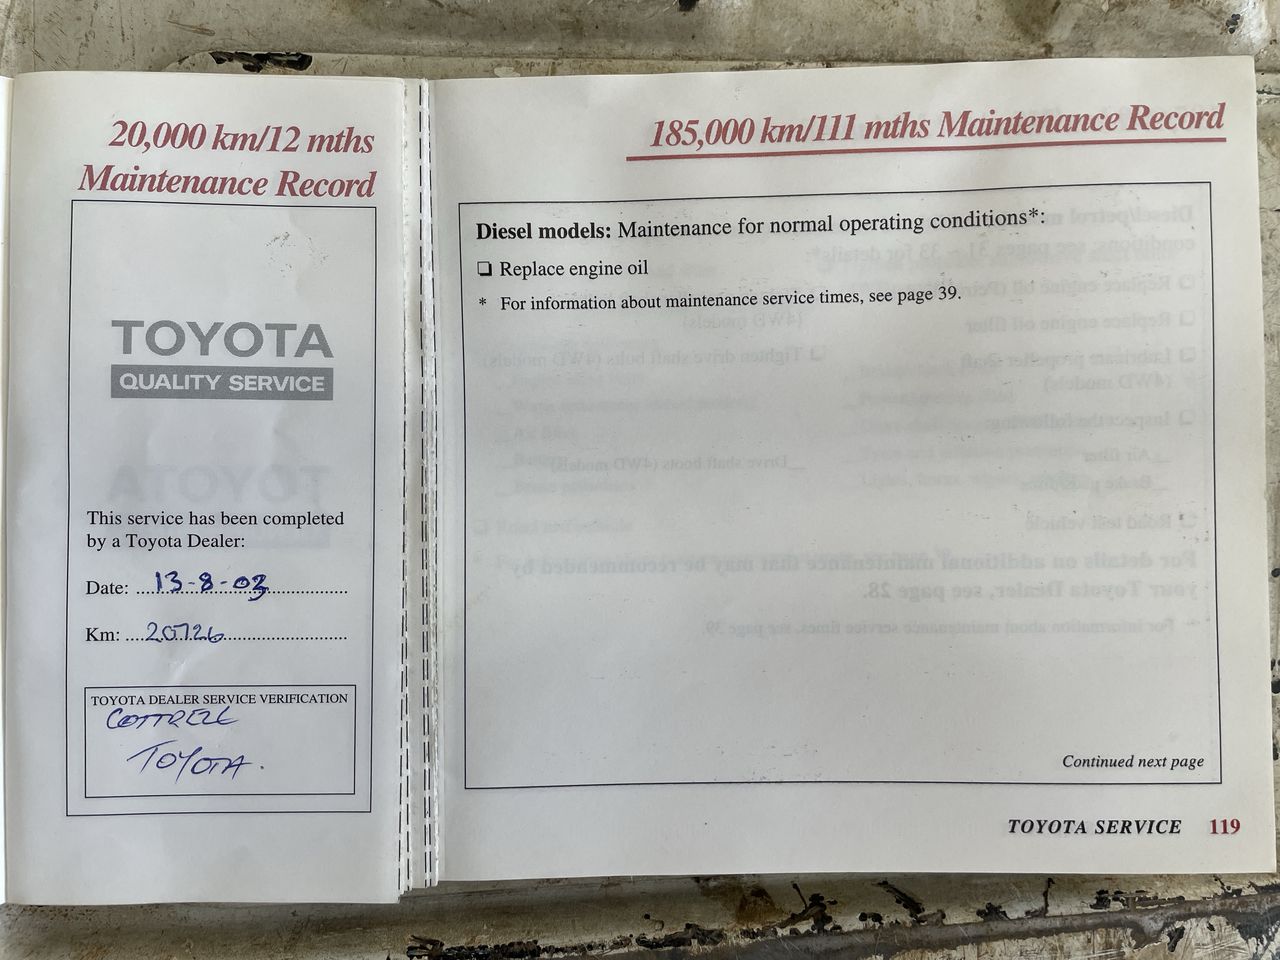 20,000 km/12 mths
Maintenance Record
TOYOTA
QUALITY SERVICE
This service has been completed
by a Toyota Dealer:
Date: 13-8-03
Km: 20726
TOYOTA DEALER SERVICE VERIFICATION
COTTRELL
TOYOTA.
185,000 km/111 mths Maintenance Record
Diesel models: Maintenance for normal operating conditions*:
❏ Replace engine oil
* For information about maintenance service times, see page 39.
Continued next page
TOYOTA SERVICE 119